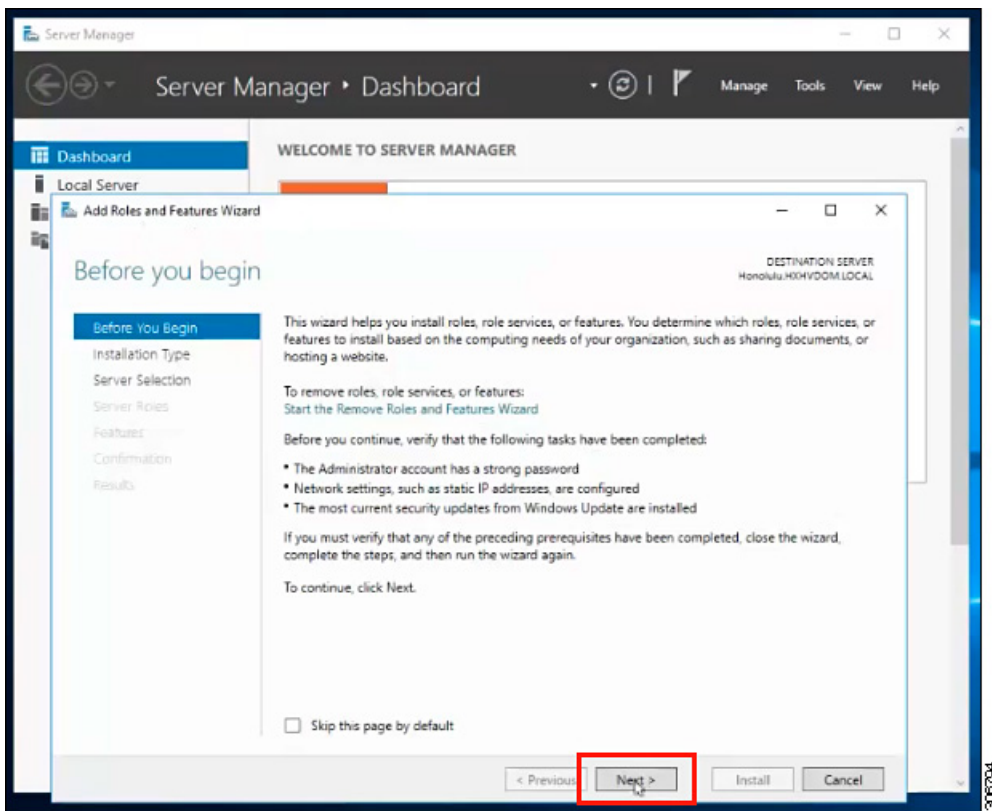 Server Manager
Server Manager • Dashboard
Manage
Tools
View
Help
Dashboard
Local Server
WELCOME TO SERVER MANAGER
Add Roles and Features Wizard
Before you begin
DESTINATION SERVER
Honolulu.HXHVDOM.LOCAL
Before You Begin
Installation Type
Server Selection
Server Roles
Features
Confirmation
Results
This wizard helps you install roles, role services, or features. You determine which roles, role services, or
features to install based on the computing needs of your organization, such as sharing documents, or
hosting a website.
To remove roles, role services, or features:
Start the Remove Roles and Features Wizard
Before you continue, verify that the following tasks have been completed:
• The Administrator account has a strong password
• Network settings, such as static IP addresses, are configured
• The most current security updates from Windows Update are installed
If you must verify that any of the preceding prerequisites have been completed, close the wizard,
complete the steps, and then run the wizard again.
To continue, click Next.
Skip this page by default
< Previous
Next >
Install
Cancel